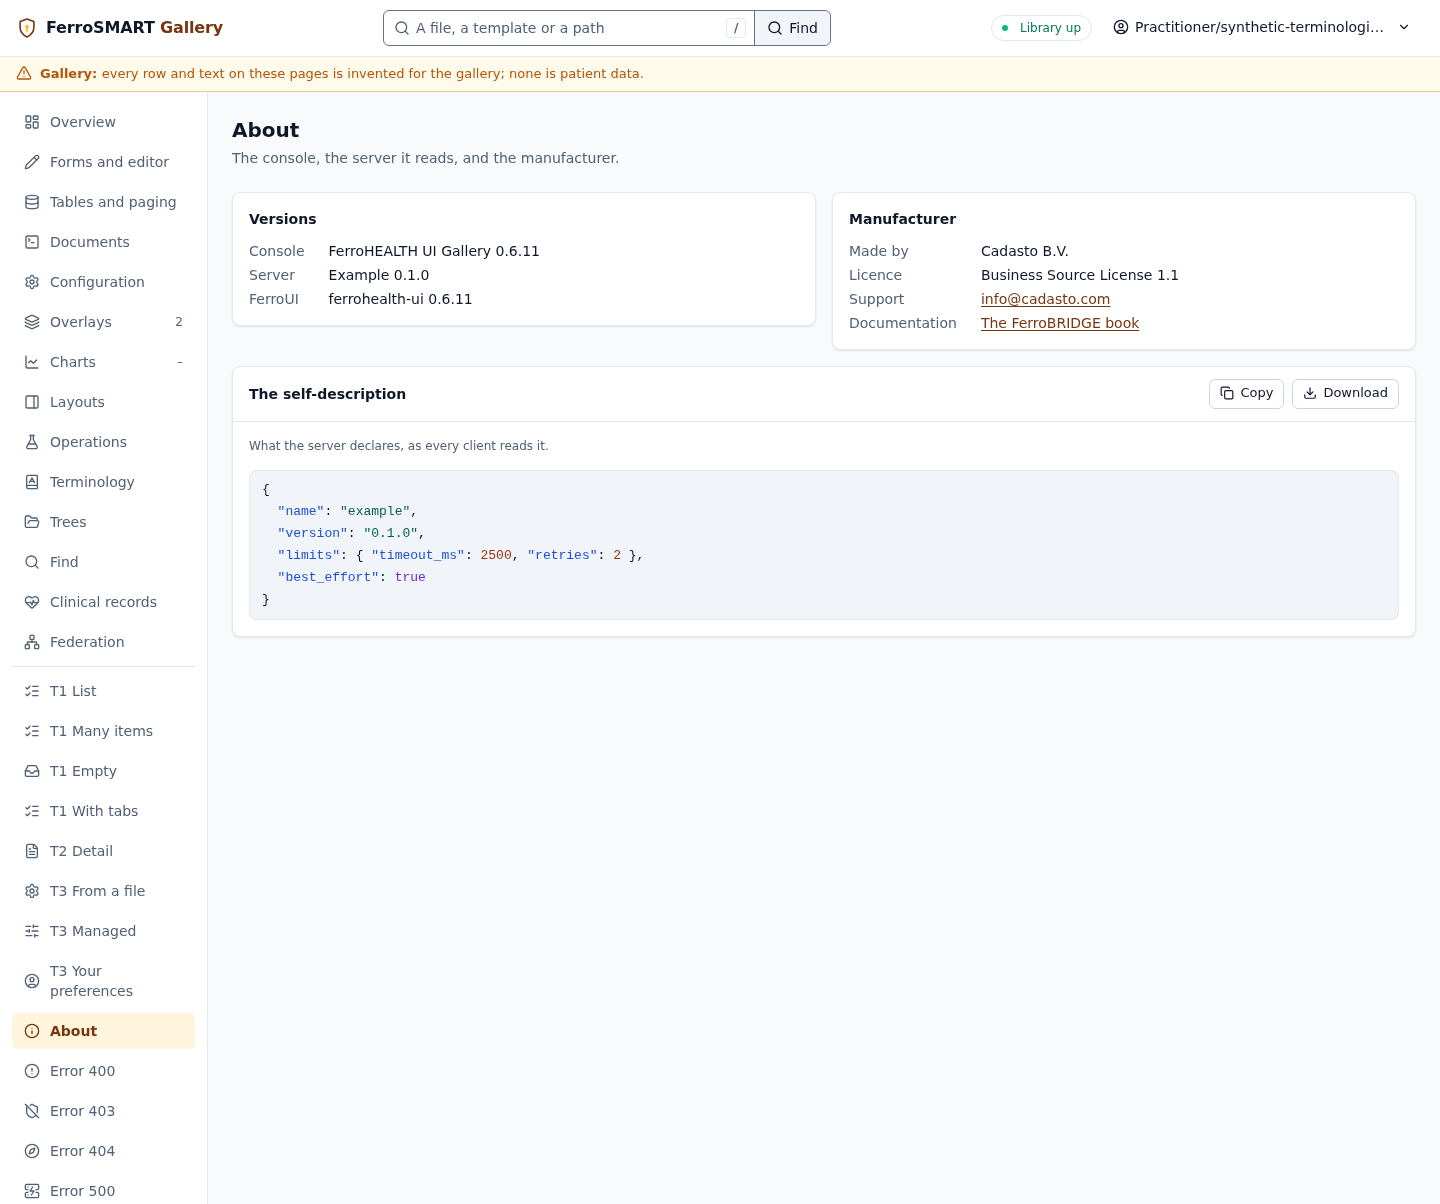 FerroSMART Gallery
A file, a template or a path
/
Find
Library up
Practitioner/synthetic-terminologi...
Gallery: every row and text on these pages is invented for the gallery; none is patient data.
Overview
Forms and editor
Tables and paging
Documents
Configuration
Overlays 2
Charts –
Layouts
Operations
Terminology
Trees
Find
Clinical records
Federation
T1 List
T1 Many items
T1 Empty
T1 With tabs
T2 Detail
T3 From a file
T3 Managed
T3 Your
preferences
About
Error 400
Error 403
Error 404
Error 500
About
The console, the server it reads, and the manufacturer.
Versions
Console FerroHEALTH UI Gallery 0.6.11
Server Example 0.1.0
FerroUI ferrohealth-ui 0.6.11
Manufacturer
Made by Cadasto B.V.
Licence Business Source License 1.1
Support info@cadasto.com
Documentation The FerroBRIDGE book
The self-description
Copy
Download
What the server declares, as every client reads it.
{
"name": "example",
"version": "0.1.0",
"limits": { "timeout_ms": 2500, "retries": 2 },
"best_effort": true
}